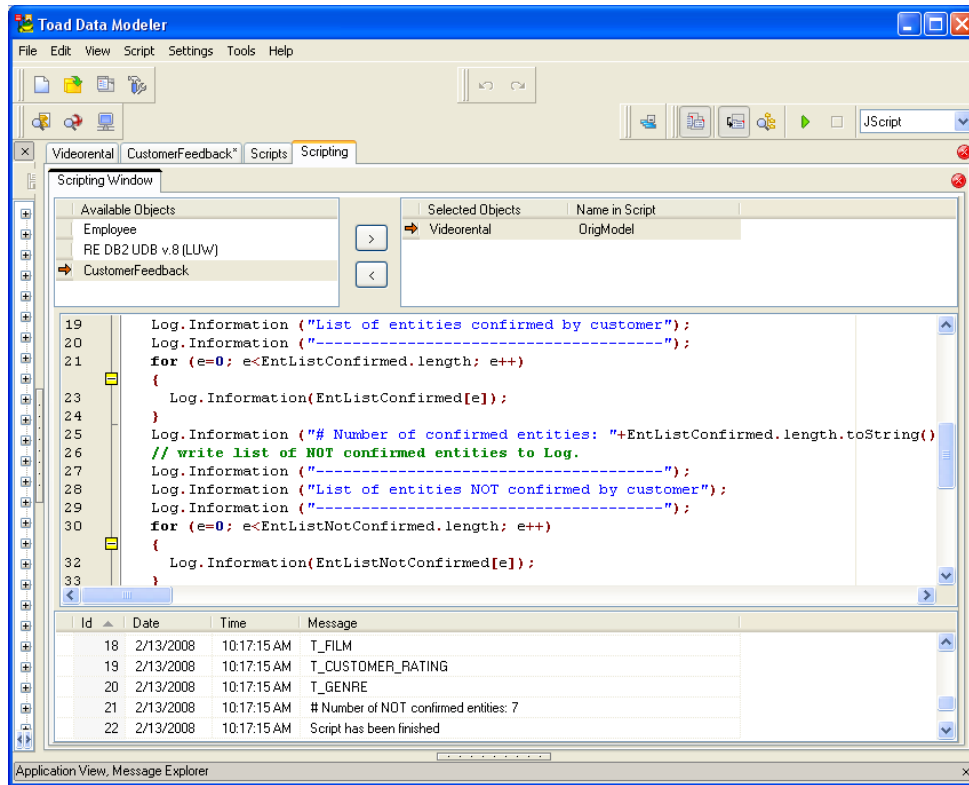 Toad Data Modeler
File Edit View Script Settings Tools Help
JScript
Videorental CustomerFeedback* Scripts Scripting
Scripting Window
Available Objects
Employee
RE DB2 UDB v.8 (LUW)
CustomerFeedback
>
<
Selected Objects Name in Script
Videorental OrigModel
19 Log.Information ("List of entities confirmed by customer");
20 Log.Information ("--------------------------------------");
21 for (e=0; e<EntListConfirmed.length; e++)
{
23 Log.Information(EntListConfirmed[e]);
24 }
25 Log.Information ("# Number of confirmed entities: "+EntListConfirmed.length.toString()
26 // write list of NOT confirmed entities to Log.
27 Log.Information ("--------------------------------------");
28 Log.Information ("List of entities NOT confirmed by customer");
29 Log.Information ("--------------------------------------");
30 for (e=0; e<EntListNotConfirmed.length; e++)
{
32 Log.Information(EntListNotConfirmed[e]);
33 }
Id Date Time Message
18 2/13/2008 10:17:15 AM T_FILM
19 2/13/2008 10:17:15 AM T_CUSTOMER_RATING
20 2/13/2008 10:17:15 AM T_GENRE
21 2/13/2008 10:17:15 AM # Number of NOT confirmed entities: 7
22 2/13/2008 10:17:15 AM Script has been finished
Application View, Message Explorer